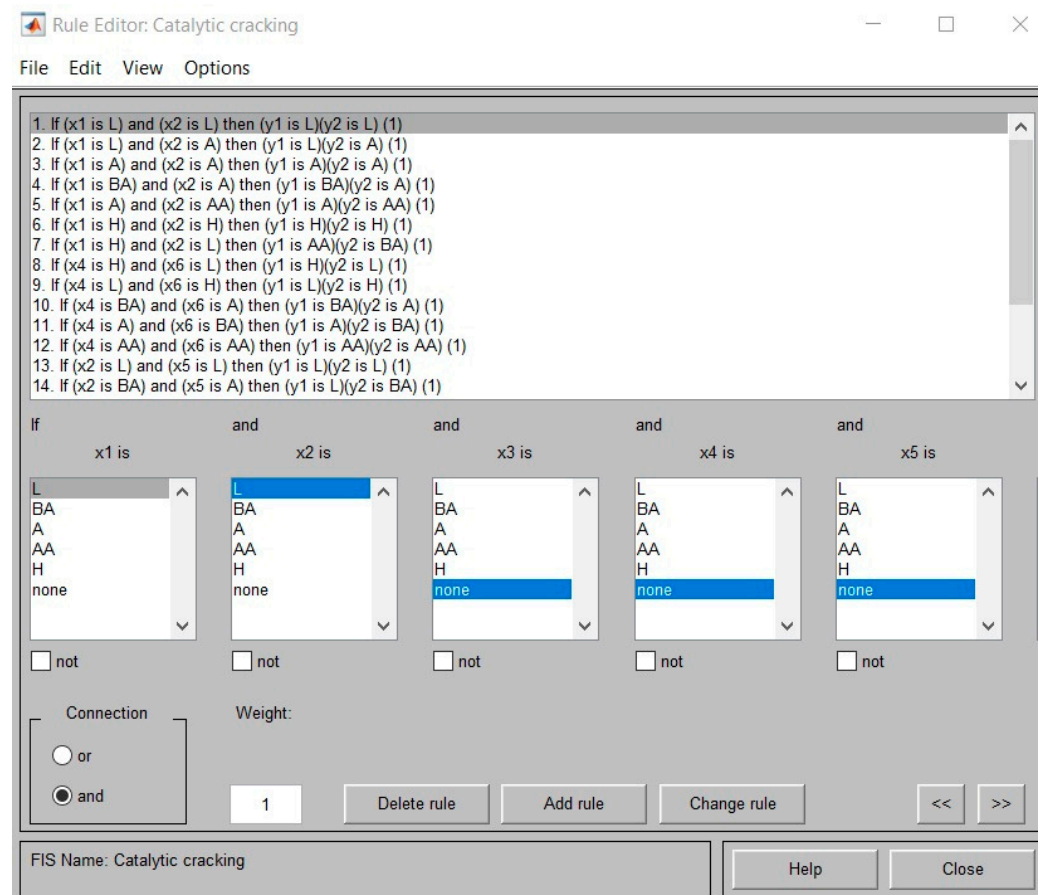 Rule Editor: Catalytic cracking
File Edit View Options
1. If (x1 is L) and (x2 is L) then (y1 is L)(y2 is L) (1)
2. If (x1 is L) and (x2 is A) then (y1 is L)(y2 is A) (1)
3. If (x1 is A) and (x2 is A) then (y1 is A)(y2 is A) (1)
4. If (x1 is BA) and (x2 is A) then (y1 is BA)(y2 is A) (1)
5. If (x1 is A) and (x2 is AA) then (y1 is A)(y2 is AA) (1)
6. If (x1 is H) and (x2 is H) then (y1 is H)(y2 is H) (1)
7. If (x1 is H) and (x2 is L) then (y1 is AA)(y2 is BA) (1)
8. If (x4 is H) and (x6 is L) then (y1 is H)(y2 is L) (1)
9. If (x4 is L) and (x6 is H) then (y1 is L)(y2 is H) (1)
10. If (x4 is BA) and (x6 is A) then (y1 is BA)(y2 is A) (1)
11. If (x4 is A) and (x6 is BA) then (y1 is A)(y2 is BA) (1)
12. If (x4 is AA) and (x6 is AA) then (y1 is AA)(y2 is AA) (1)
13. If (x2 is L) and (x5 is L) then (y1 is L)(y2 is L) (1)
14. If (x2 is BA) and (x5 is A) then (y1 is L)(y2 is BA) (1)
If and and and and
x1 is x2 is x3 is x4 is x5 is
L L L L L
BA BA BA BA BA
A A A A A
AA AA AA AA AA
H H H H H
none none none none none
not not not not not
Connection Weight:
or
and 1 Delete rule Add rule Change rule << >>
FIS Name: Catalytic cracking Help Close